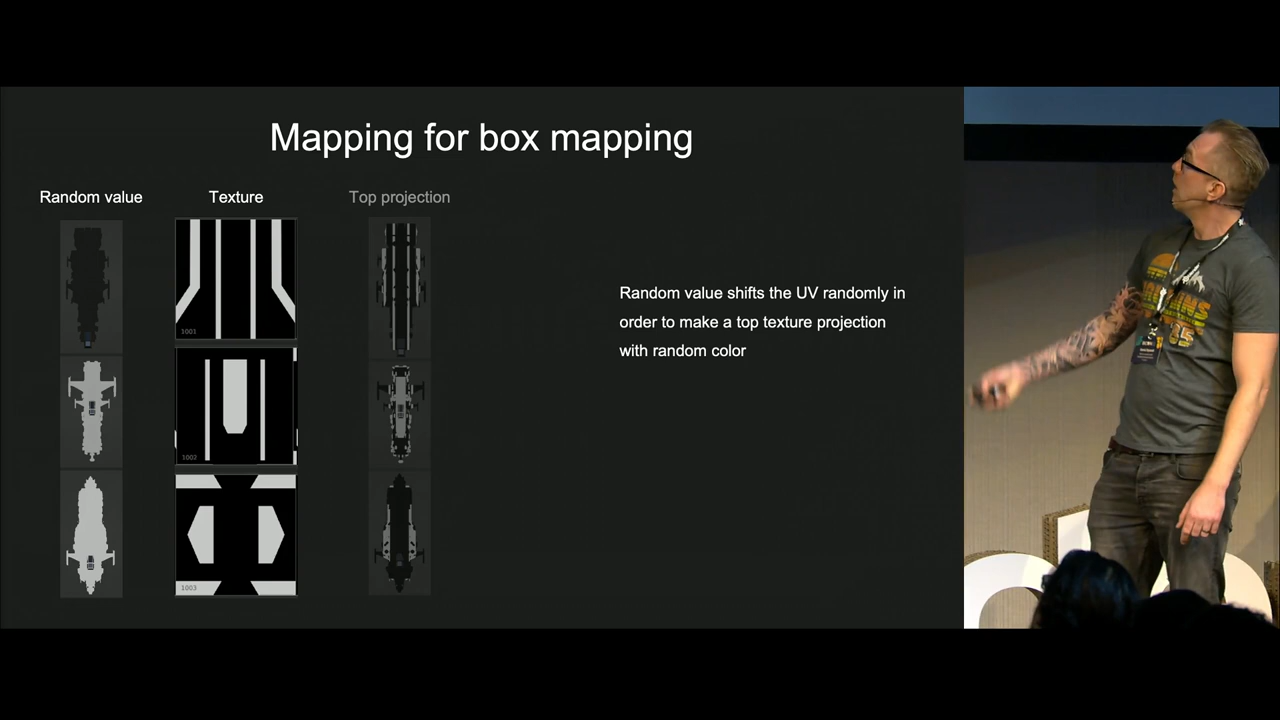 Mapping for box mapping
Random value
Texture
Top projection
1001
1002
1003
Random value shifts the UV randomly in
order to make a top texture projection
with random color